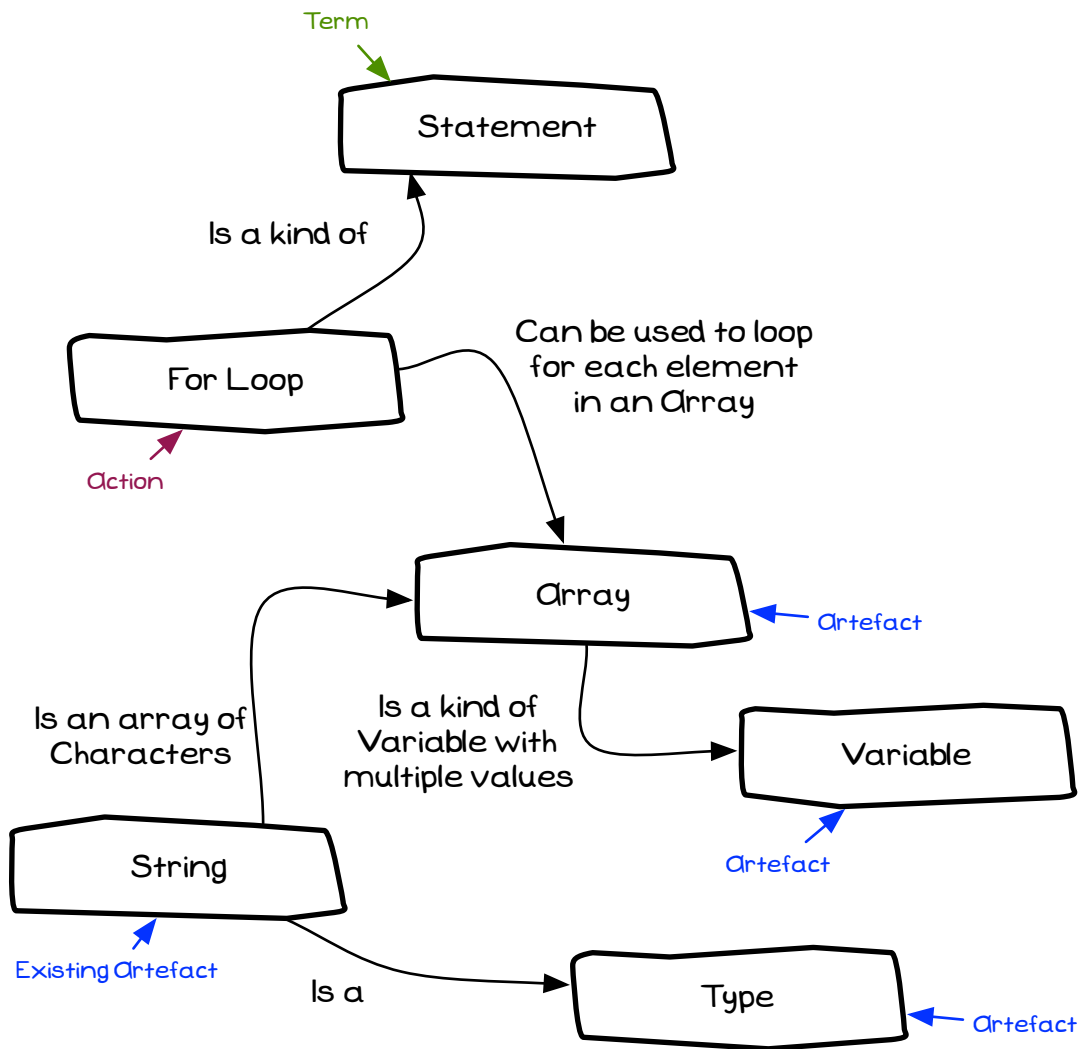 Term
Statement
Is a kind of
Can be used to loop
for each element
in an Array
For Loop
Action
Array
Artefact
Is an array of
Characters
Is a kind of
Variable with
multiple values
Variable
Artefact
String
Existing Artefact
Is a
Type
Artefact